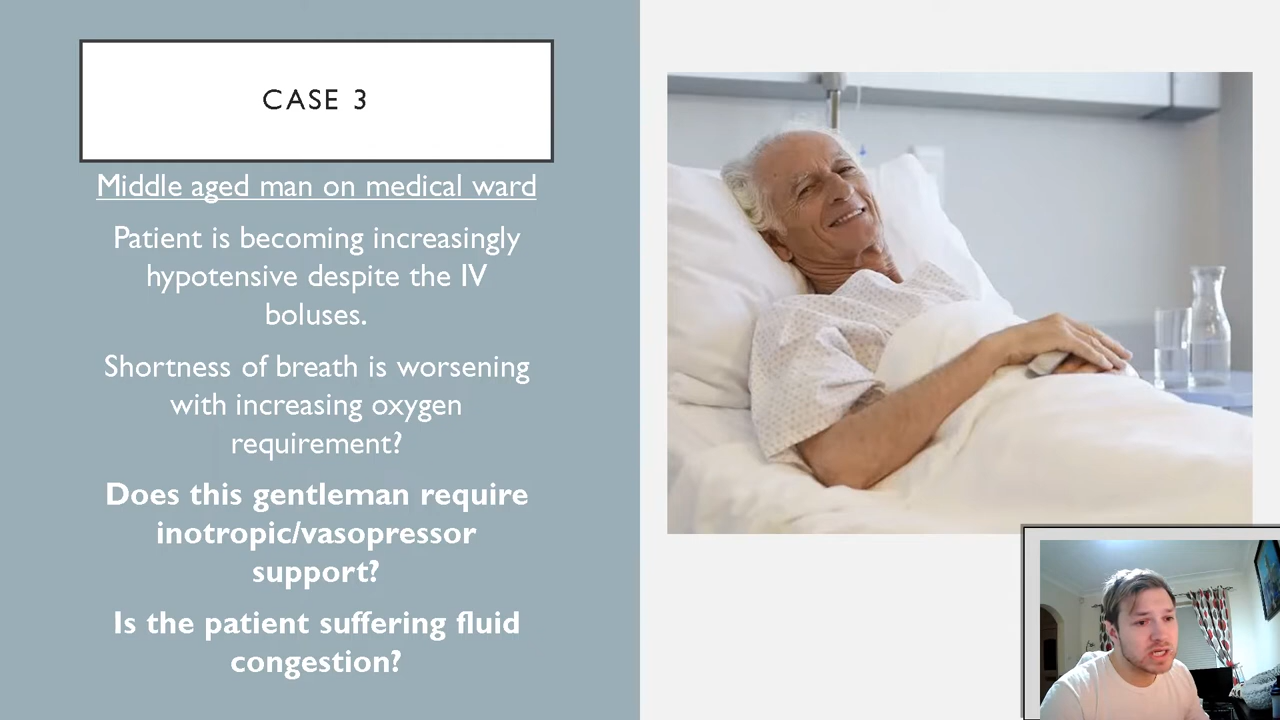 CASE 3
Middle aged man on medical ward
Patient is becoming increasingly
hypotensive despite the IV
boluses.
Shortness of breath is worsening
with increasing oxygen
requirement?
Does this gentleman require
inotropic/vasopressor
support?
Is the patient suffering fluid
congestion?